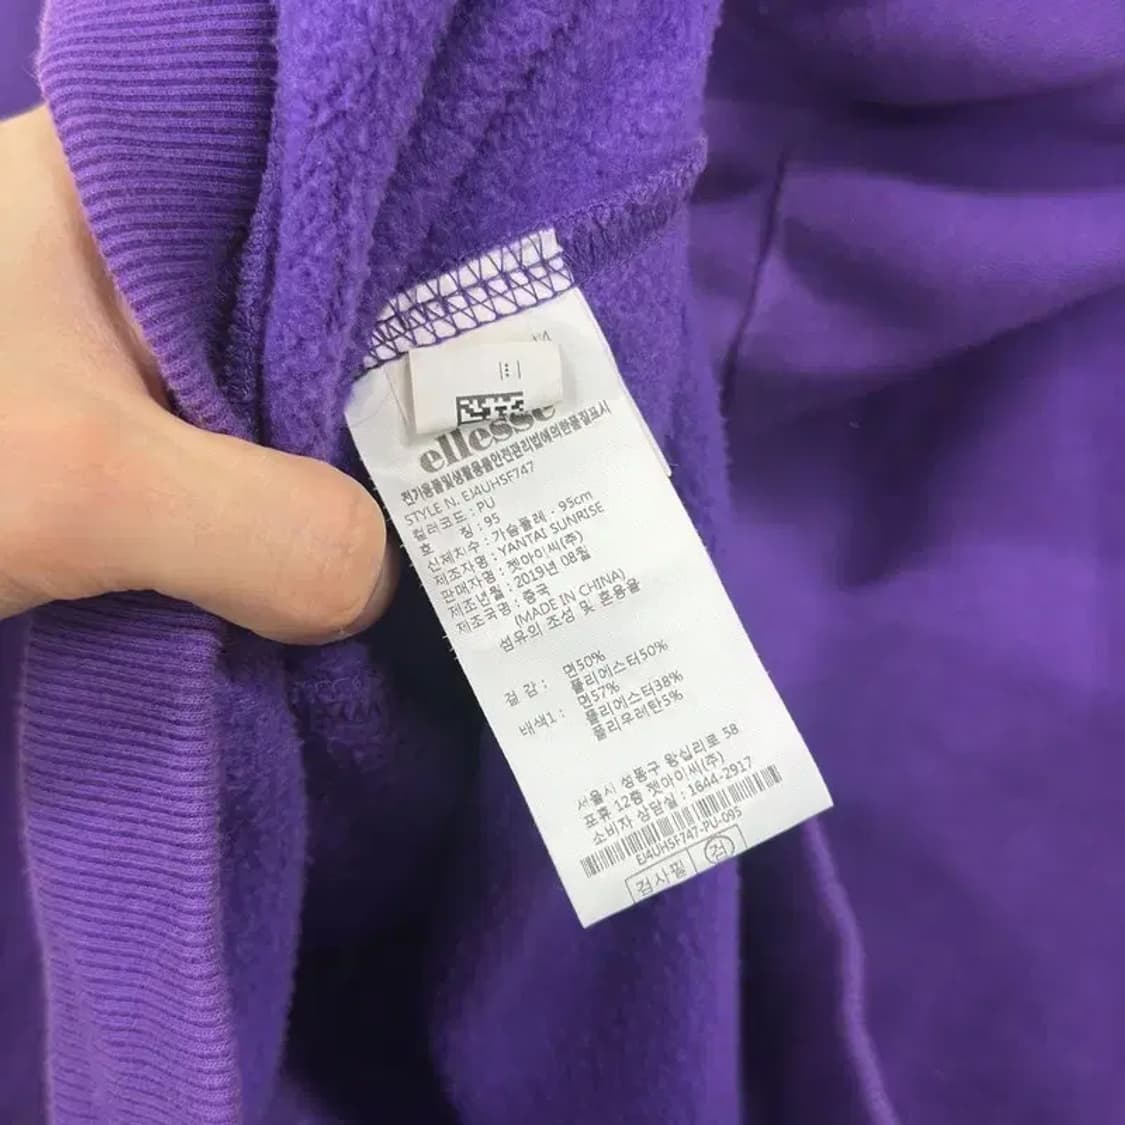 ellesse
전기용품및생활용품안전관리법에의한품질표시
STYLE N. EJ4UHSF747
컬러코드 : PU
호 칭 : 95
신체치수 : 가슴둘레 - 95cm
제조자명 : YANTAI SUNRISE
판매자명 : 젯아이씨(주)
제조년월 : 2019년 08월
제조국명 : 중국
(MADE IN CHINA)
섬유의 조성 및 혼용율
겉감 : 면50%
폴리에스터50%
배색1 : 면57%
폴리에스터38%
폴리우레탄5%
서울시 성동구 왕십리로 58
포휴 12층 젯아이씨(주)
소비자 상담실 : 1844-2917
EJ4UHSF747-PU-095
검사필 검